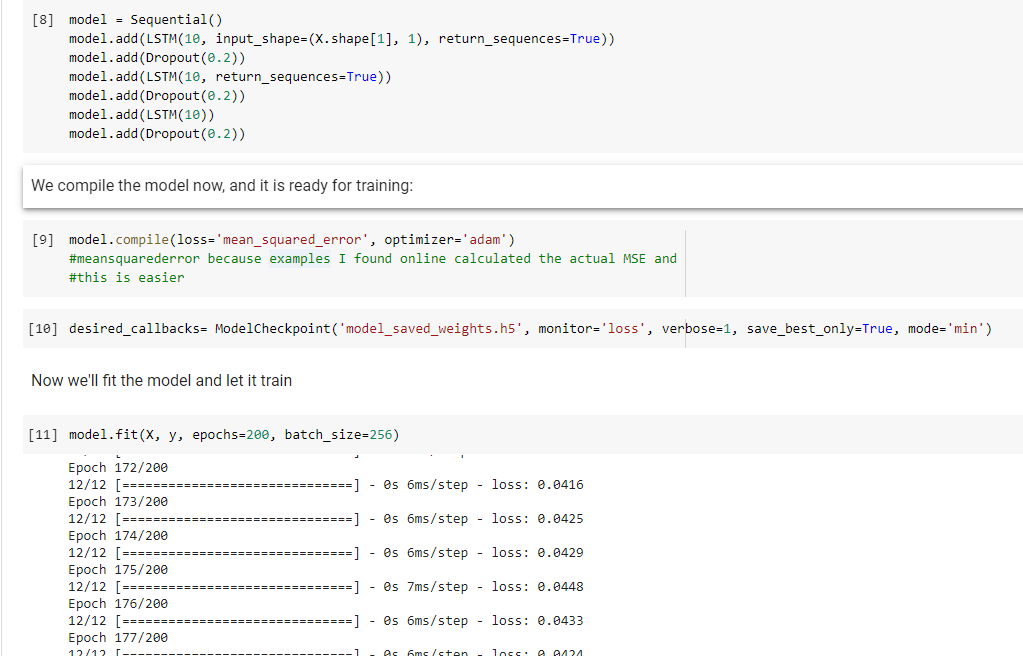 [8] model = Sequential()
model.add(LSTM(10, input_shape=(X.shape[1], 1), return_sequences=True))
model.add(Dropout(0.2))
model.add(LSTM(10, return_sequences=True))
model.add(Dropout(0.2))
model.add(LSTM(10))
model.add(Dropout(0.2))
We compile the model now, and it is ready for training:
[9] model.compile(loss='mean_squared_error', optimizer='adam')
#meansquarederror because examples I found online calculated the actual MSE and
#this is easier
[10] desired_callbacks= ModelCheckpoint('model_saved_weights.h5', monitor='loss', verbose=1, save_best_only=True, mode='min')
Now we'll fit the model and let it train
[11] model.fit(X, y, epochs=200, batch_size=256)
Epoch 172/200
12/12 [==============================] - 0s 6ms/step - loss: 0.0416
Epoch 173/200
12/12 [==============================] - 0s 6ms/step - loss: 0.0425
Epoch 174/200
12/12 [==============================] - 0s 6ms/step - loss: 0.0429
Epoch 175/200
12/12 [==============================] - 0s 7ms/step - loss: 0.0448
Epoch 176/200
12/12 [==============================] - 0s 6ms/step - loss: 0.0433
Epoch 177/200
12/12 [==============================] - 0s 6ms/step - loss: 0.0424